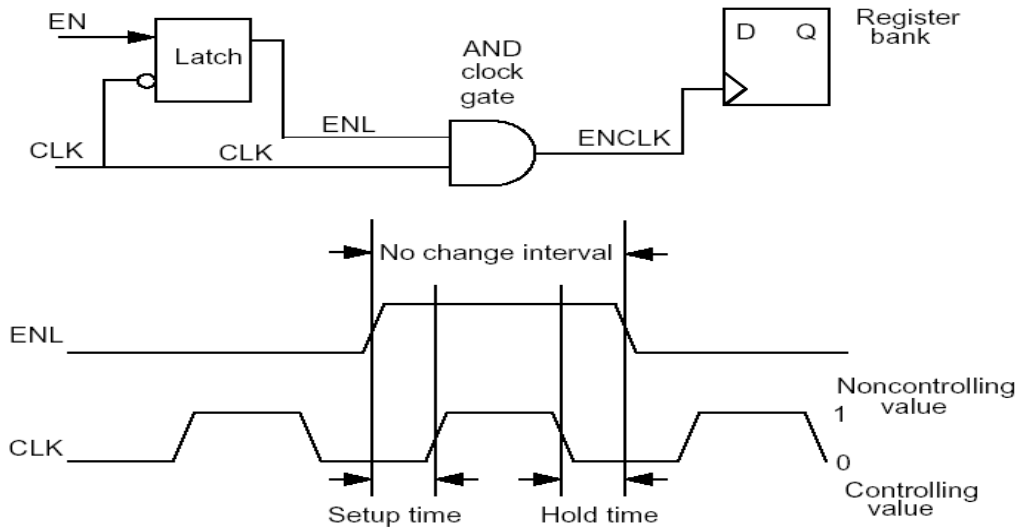 EN
Latch
CLK
CLK
ENL
AND
clock
gate
ENCLK
D Q
Register
bank
No change interval
ENL
CLK
Noncontrolling
value
1
0
Controlling
value
Setup time
Hold time